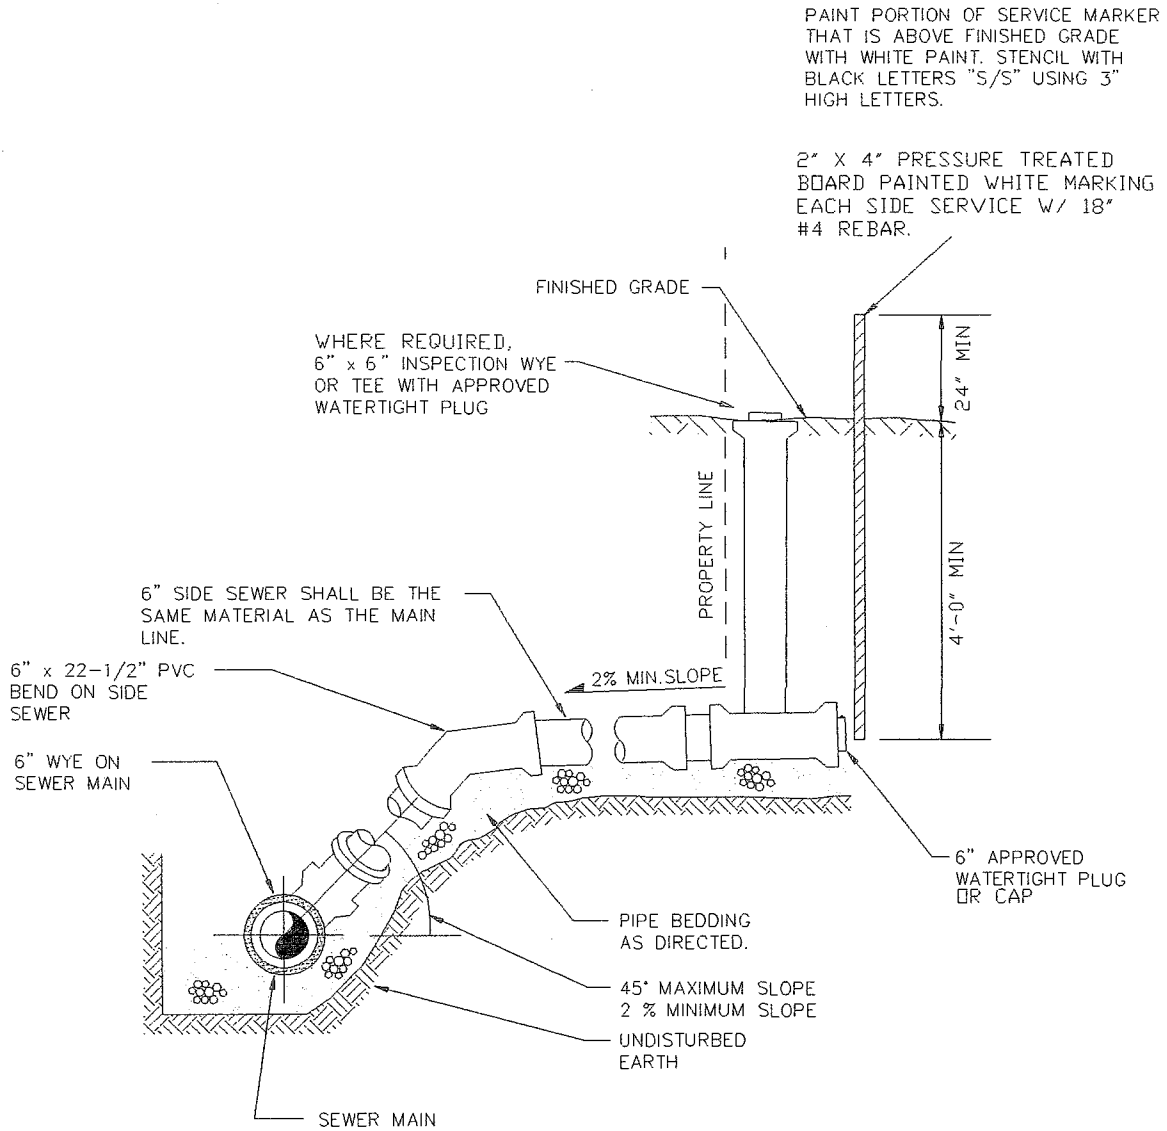 PAINT PORTION OF SERVICE MARKER
THAT IS ABOVE FINISHED GRADE
WITH WHITE PAINT. STENCIL WITH
BLACK LETTERS "S/S" USING 3"
HIGH LETTERS.
2" X 4" PRESSURE TREATED
BOARD PAINTED WHITE MARKING
EACH SIDE SERVICE W/ 18"
#4 REBAR.
FINISHED GRADE
WHERE REQUIRED,
6" x 6" INSPECTION WYE
OR TEE WITH APPROVED
WATERTIGHT PLUG
24" MIN
PROPERTY LINE
4'-0" MIN
6" SIDE SEWER SHALL BE THE
SAME MATERIAL AS THE MAIN
LINE.
6" x 22-1/2" PVC
BEND ON SIDE
SEWER
2% MIN.SLOPE
6" WYE ON
SEWER MAIN
6" APPROVED
WATERTIGHT PLUG
OR CAP
PIPE BEDDING
AS DIRECTED.
45° MAXIMUM SLOPE
2 % MINIMUM SLOPE
UNDISTURBED
EARTH
SEWER MAIN